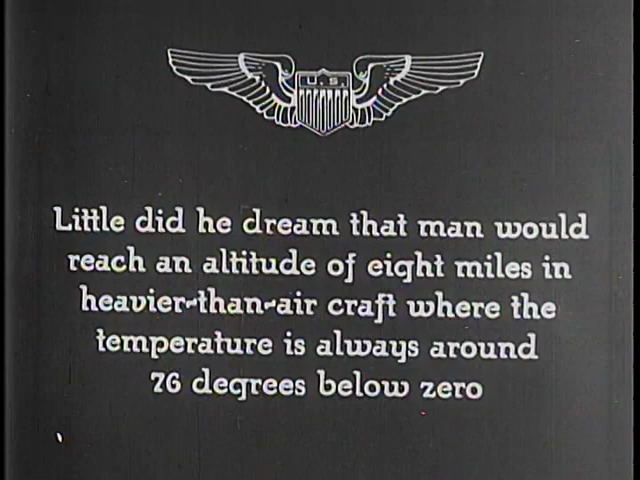 U.S.
Little did he dream that man would
reach an altitude of eight miles in
heavier-than-air craft where the
temperature is always around
76 degrees below zero